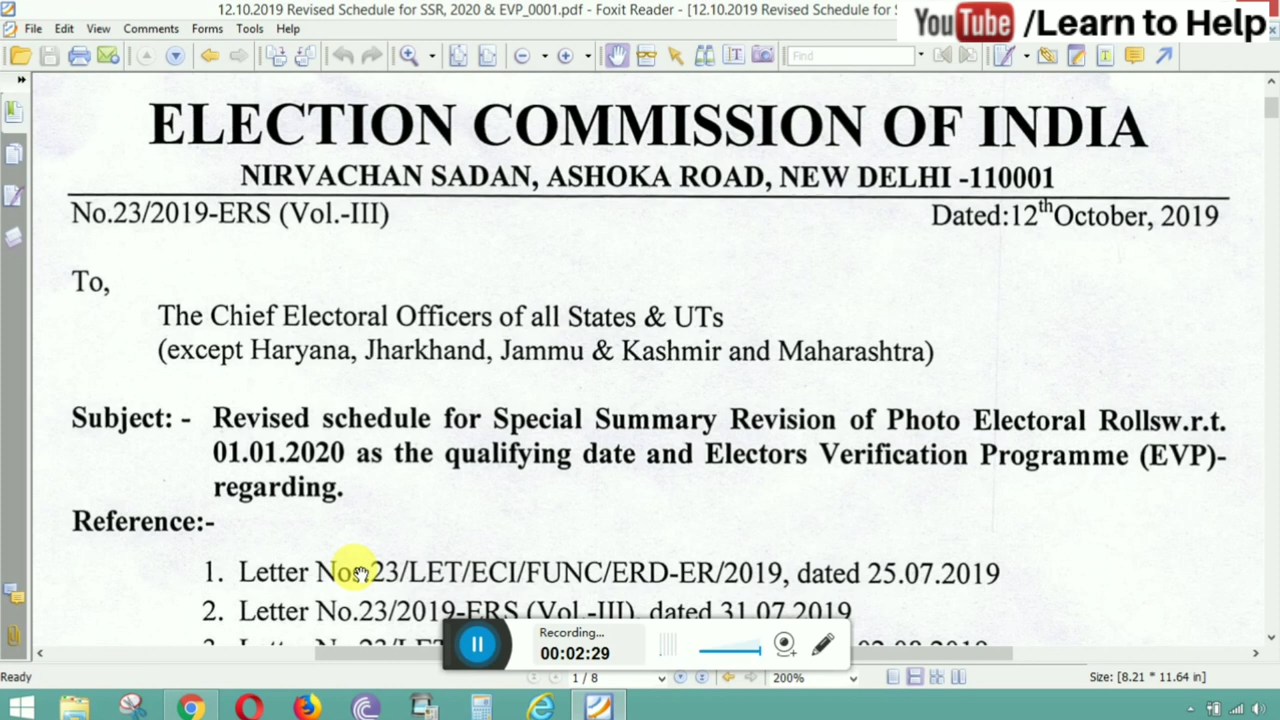 12.10.2019 Revised Schedule for SSR 2020 & EVP_0001.pdf - Foxit Reader - [12.10.2019 Revised Schedule for S
YouTube /Learn to Help
File Edit View Comments Forms Tools Help
Find
ELECTION COMMISSION OF INDIA
NIRVACHAN SADAN, ASHOKA ROAD, NEW DELHI -110001
No.23/2019-ERS (Vol.-III) Dated:12thOctober, 2019
To,
The Chief Electoral Officers of all States & UTs
(except Haryana, Jharkhand, Jammu & Kashmir and Maharashtra)
Subject: - Revised schedule for Special Summary Revision of Photo Electoral Rollsw.r.t.
01.01.2020 as the qualifying date and Electors Verification Programme (EVP)-
regarding.
Reference:-
1. Letter No.23/LET/ECI/FUNC/ERD-ER/2019, dated 25.07.2019
2. Letter No.23/2019-ERS (Vol.-III), dated 31.07.2019
Recording...
00:02:29
Ready 1 / 8 200% Size: [8.21 * 11.64 in]